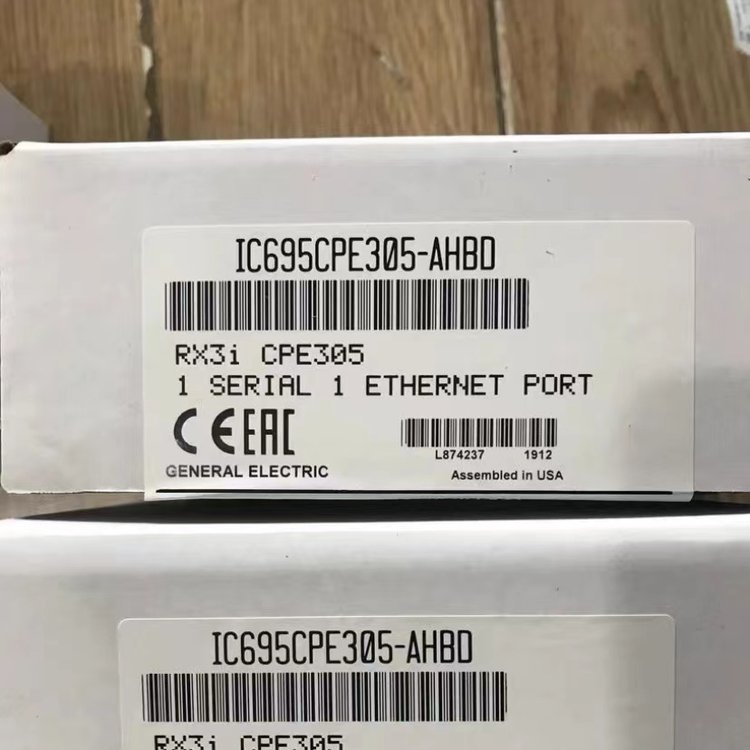 IC695CPE305-AHBD
RX3i CPE305
1 SERIAL 1 ETHERNET PORT
CE EAC
L874237 1912
GENERAL ELECTRIC
Assembled in USA
IC695CPE305-AHBD
RX3i CPE305